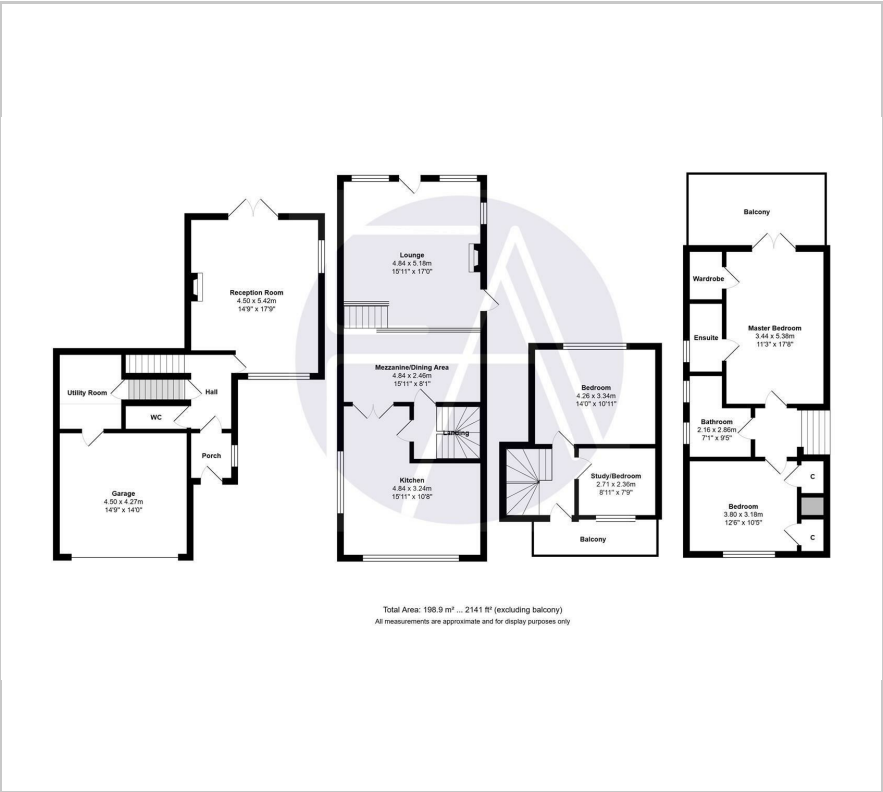 Reception Room
4.50 x 5.42m
14'9" x 17'9"
Utility Room
Hall
WC
Porch
Garage
4.50 x 4.27m
14'9" x 14'0"
Lounge
4.84 x 5.18m
15'11" x 17'0"
Mezzanine/Dining Area
4.84 x 2.46m
15'11" x 8'1"
Landing
Kitchen
4.84 x 3.24m
15'11" x 10'8"
Bedroom
4.26 x 3.34m
14'0" x 10'11"
Study/Bedroom
2.71 x 2.36m
8'11" x 7'9"
Balcony
Balcony
Wardrobe
Ensuite
Master Bedroom
3.44 x 5.38m
11'3" x 17'8"
Bathroom
2.16 x 2.86m
7'1" x 9'5"
Bedroom
3.80 x 3.18m
12'6" x 10'5"
C
C
Total Area: 198.9 m² ... 2141 ft² (excluding balcony)
All measurements are approximate and for display purposes only